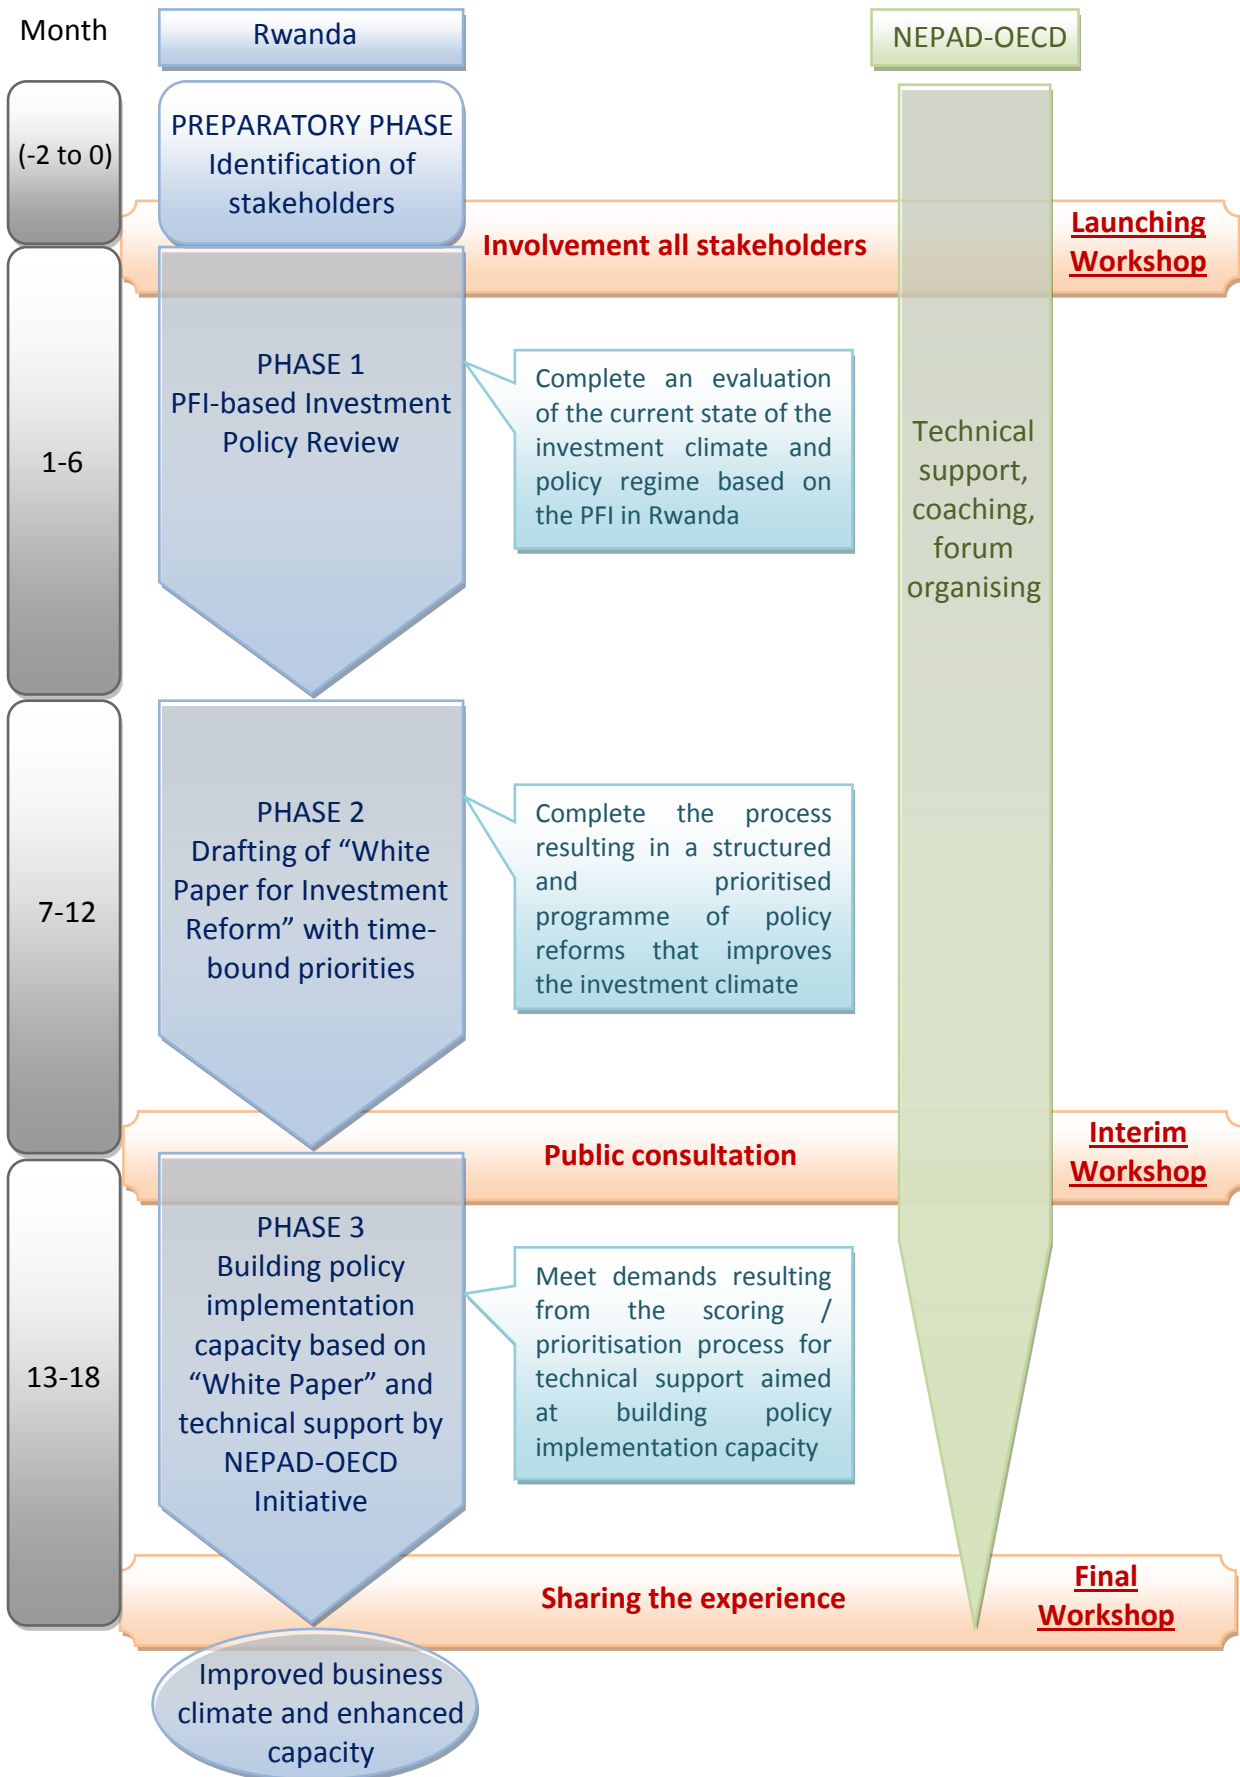 Month
Rwanda
NEPAD-OECD
(-2 to 0)
PREPARATORY PHASE
Identification of
stakeholders
Involvement all stakeholders
Launching
Workshop
1-6
PHASE 1
PFI-based Investment
Policy Review
Complete an evaluation
of the current state of the
investment climate and
policy regime based on
the PFI in Rwanda
Technical
support,
coaching,
forum
organising
7-12
PHASE 2
Drafting of “White
Paper for Investment
Reform” with time-
bound priorities
Complete the process
resulting in a structured
and prioritised
programme of policy
reforms that improves
the investment climate
Public consultation
Interim
Workshop
13-18
PHASE 3
Building policy
implementation
capacity based on
“White Paper” and
technical support by
NEPAD-OECD
Initiative
Meet demands resulting
from the scoring /
prioritisation process for
technical support aimed
at building policy
implementation capacity
Sharing the experience
Final
Workshop
Improved business
climate and enhanced
capacity